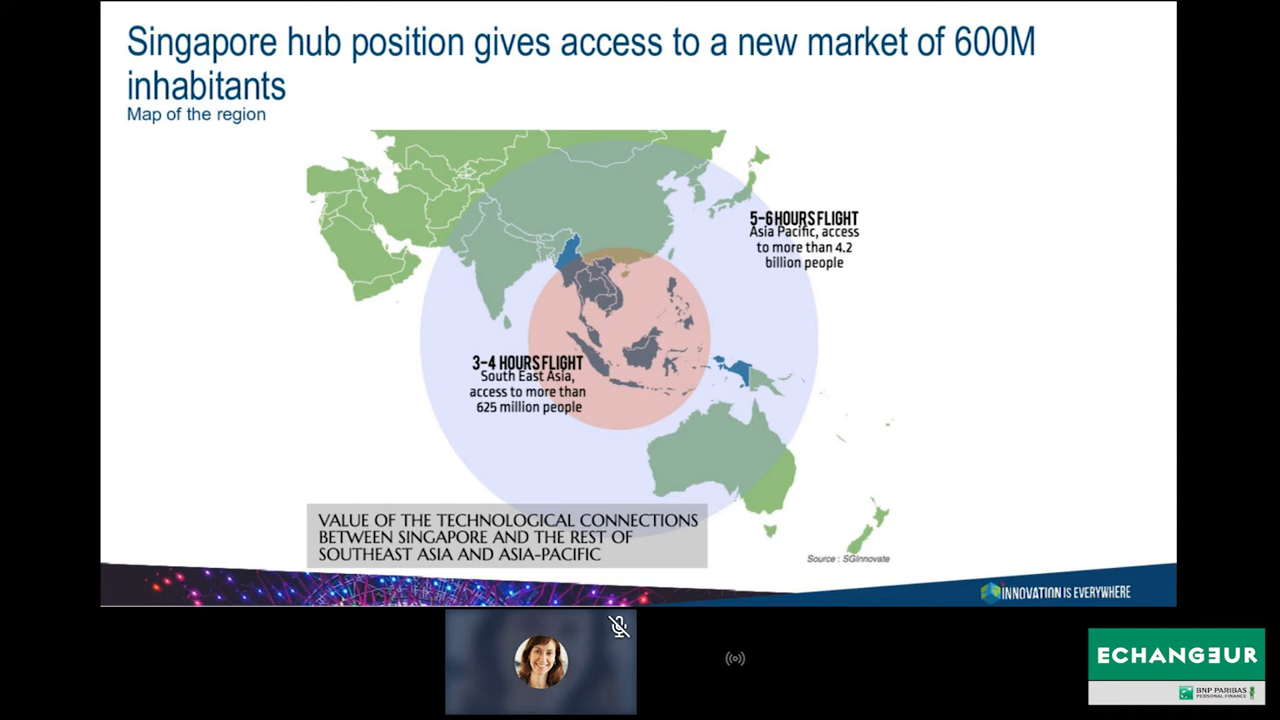 Singapore hub position gives access to a new market of 600M
inhabitants
Map of the region
5-6 HOURS FLIGHT
Asia Pacific, access
to more than 4.2
billion people
3-4 HOURS FLIGHT
South East Asia,
access to more than
625 million people
VALUE OF THE TECHNOLOGICAL CONNECTIONS
BETWEEN SINGAPORE AND THE REST OF
SOUTHEAST ASIA AND ASIA-PACIFIC
Source : SGInnovate
INNOVATION IS EVERYWHERE
ECHANGEUR
BNP PARIBAS
PERSONAL FINANCE